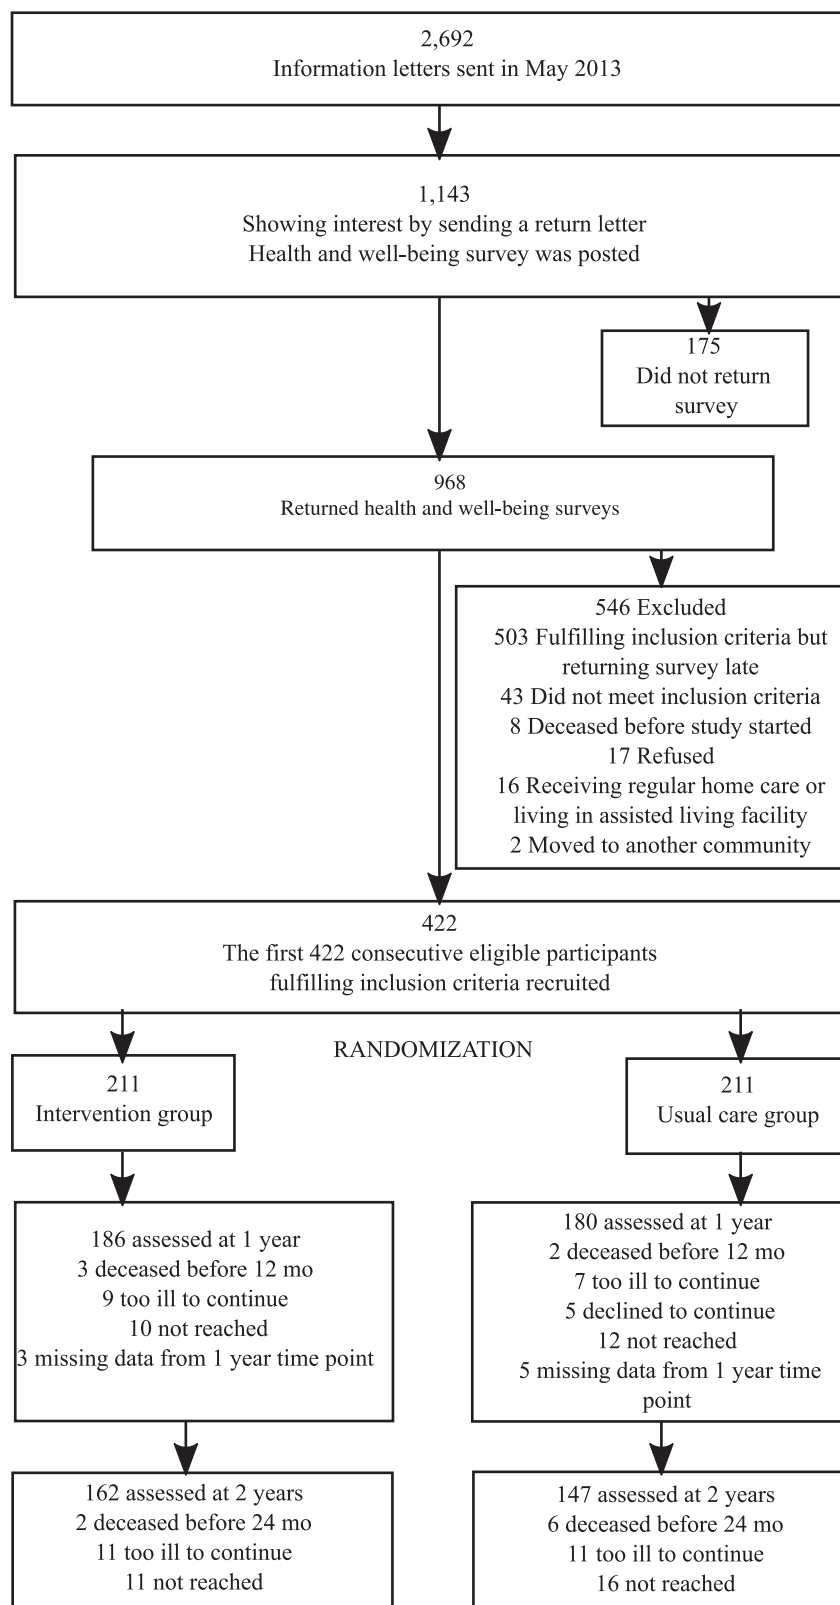 2,692
Information letters sent in May 2013
1,143
Showing interest by sending a return letter
Health and well-being survey was posted
175
Did not return
survey
968
Returned health and well-being surveys
546 Excluded
503 Fulfilling inclusion criteria but
returning survey late
43 Did not meet inclusion criteria
8 Deceased before study started
17 Refused
16 Receiving regular home care or
living in assisted living facility
2 Moved to another community
422
The first 422 consecutive eligible participants
fulfilling inclusion criteria recruited
RANDOMIZATION
211
Intervention group
211
Usual care group
186 assessed at 1 year
3 deceased before 12 mo
9 too ill to continue
10 not reached
3 missing data from 1 year time point
180 assessed at 1 year
2 deceased before 12 mo
7 too ill to continue
5 declined to continue
12 not reached
5 missing data from 1 year time
point
162 assessed at 2 years
2 deceased before 24 mo
11 too ill to continue
11 not reached
147 assessed at 2 years
6 deceased before 24 mo
11 too ill to continue
16 not reached